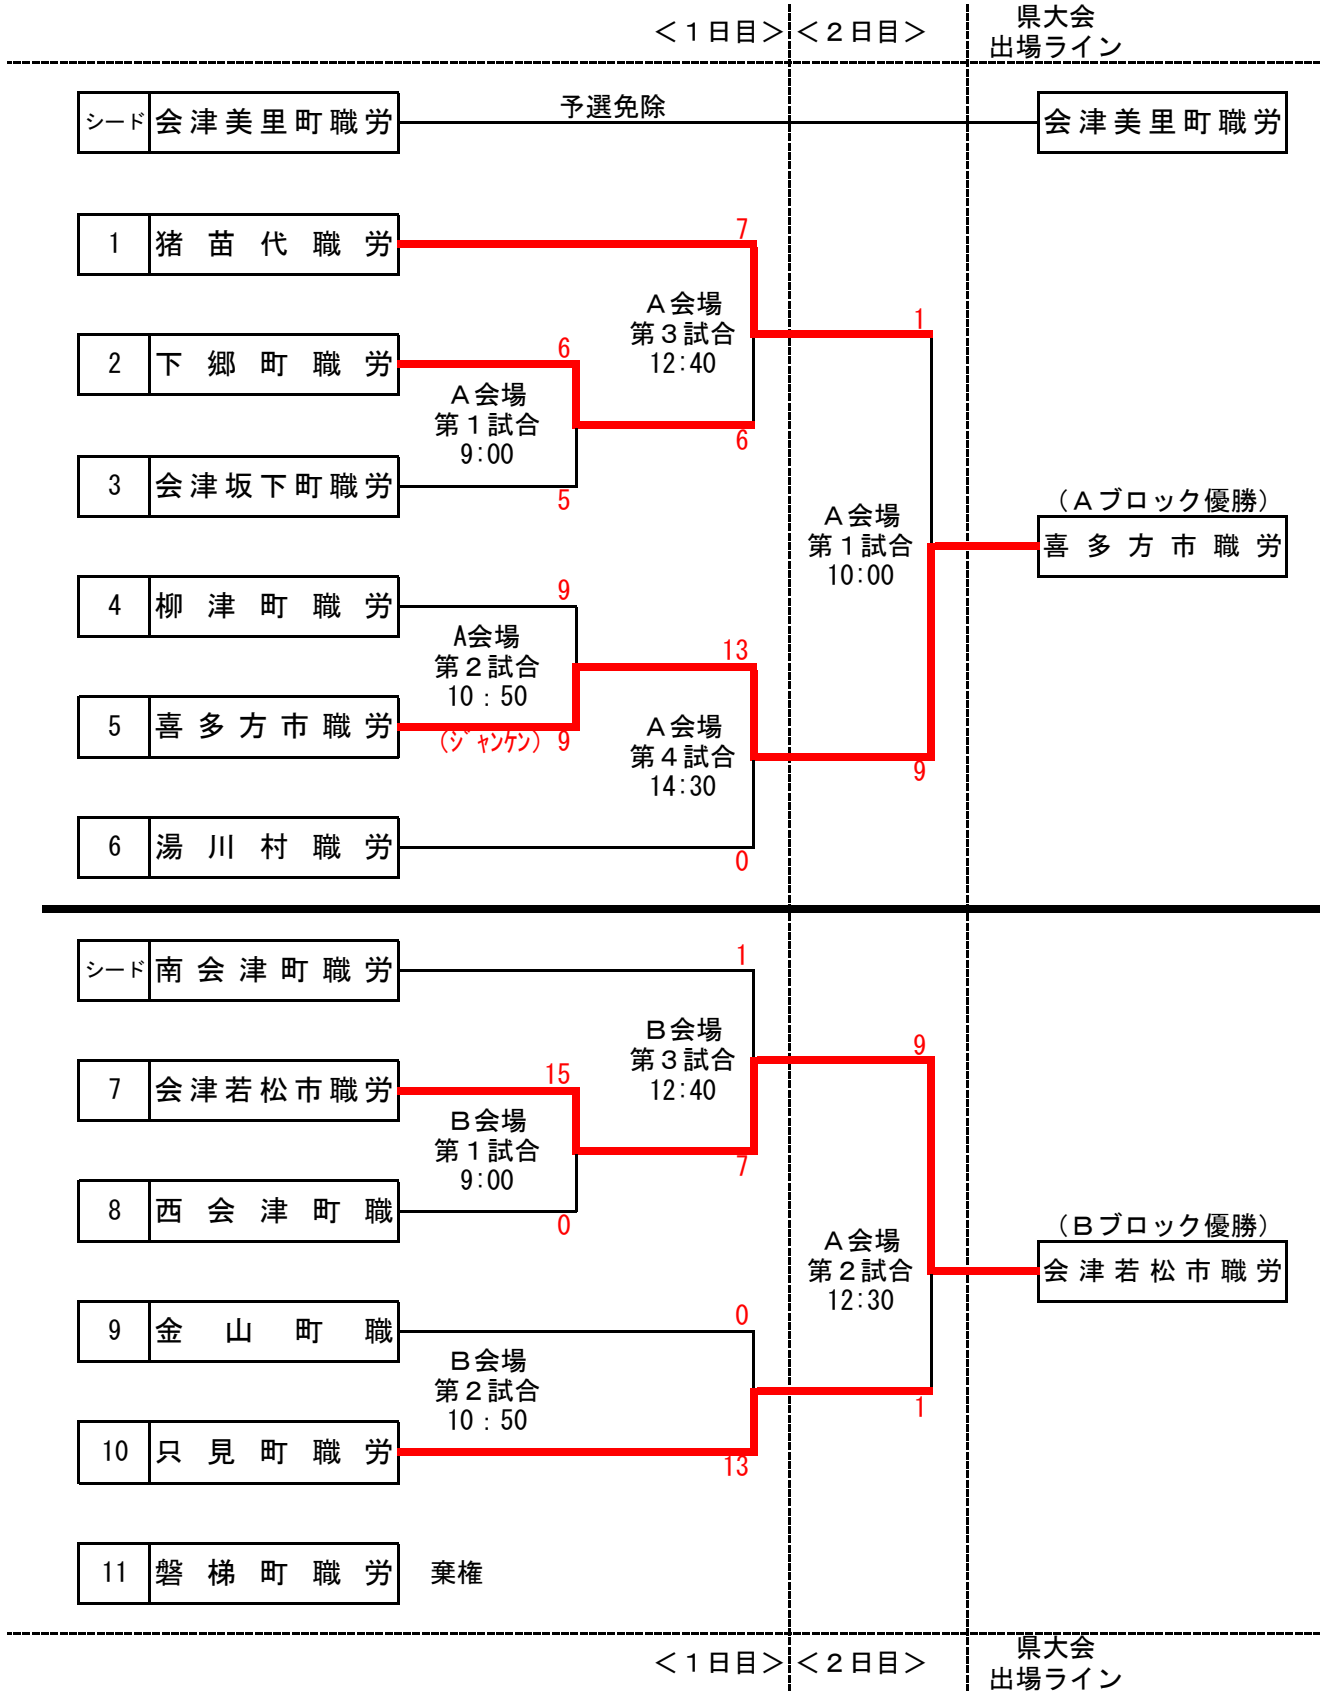 ＜１日目＞＜２日目＞
県大会
出場ライン
シード 会津美里町職労
予選免除
会津美里町職労
1 猪苗代職労
7
Ａ会場
第３試合
12:40
1
2 下郷町職労
6
Ａ会場
第１試合
9:00
6
3 会津坂下町職労
5
（Ａブロック優勝）
喜多方市職労
Ａ会場
第１試合
10:00
4 柳津町職労
9
A会場
第２試合
10：50
13
5 喜多方市職労
（ｼﾞｬﾝｹﾝ）9
Ａ会場
第４試合
14:30
9
6 湯川村職労
0
シード 南会津町職労
1
Ｂ会場
第３試合
12:40
9
7 会津若松市職労
15
Ｂ会場
第１試合
9:00
7
8 西会津町職
0
（Ｂブロック優勝）
会津若松市職労
Ａ会場
第２試合
12:30
9 金山町職
0
Ｂ会場
第２試合
10：50
1
10 只見町職労
13
11 磐梯町職労 棄権
＜１日目＞＜２日目＞
県大会
出場ライン